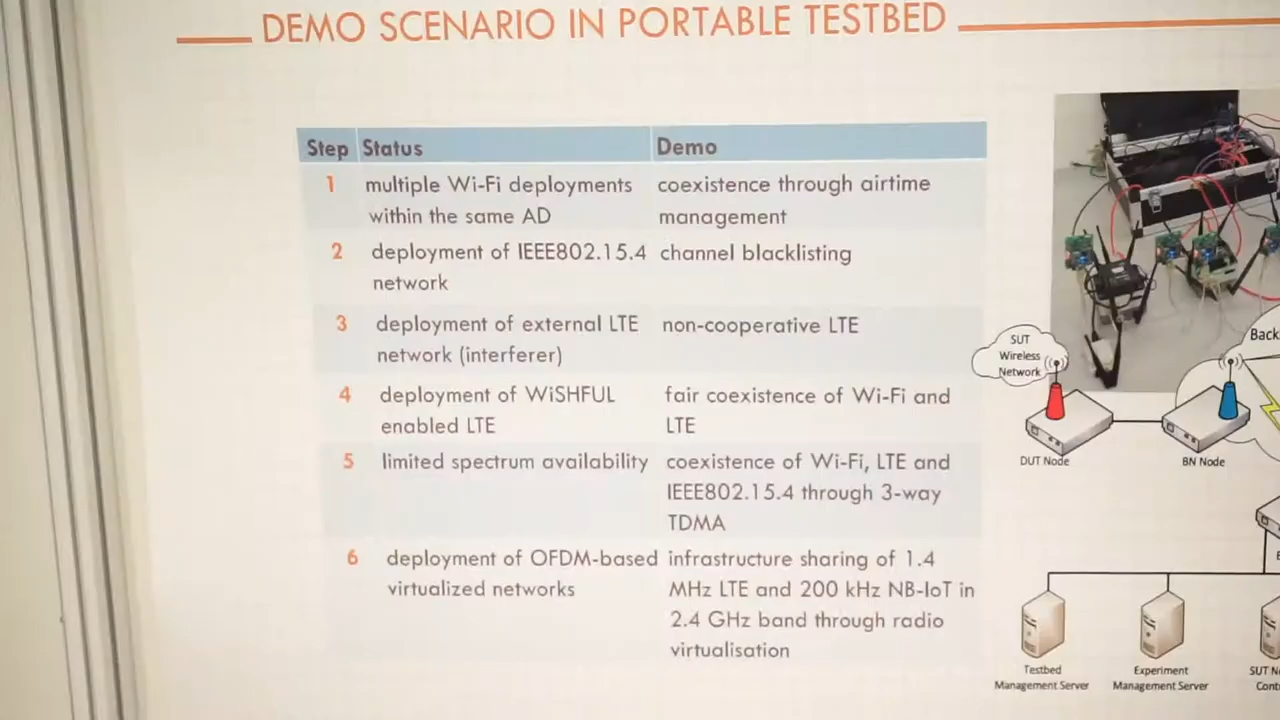 DEMO SCENARIO IN PORTABLE TESTBED
Step Status Demo
1 multiple Wi-Fi deployments coexistence through airtime
within the same AD management
2 deployment of IEEE802.15.4 channel blacklisting
network
3 deployment of external LTE non-cooperative LTE
network (interferer)
4 deployment of WiSHFUL fair coexistence of Wi-Fi and
enabled LTE LTE
5 limited spectrum availability coexistence of Wi-Fi, LTE and
IEEE802.15.4 through 3-way
TDMA
6 deployment of OFDM-based infrastructure sharing of 1.4
virtualized networks MHz LTE and 200 kHz NB-IoT in
2.4 GHz band through radio
virtualisation
SUT
Wireless
Network
Back
DUT Node
BN Node
Testbed
Management Server
Experiment
Management Server
SUT